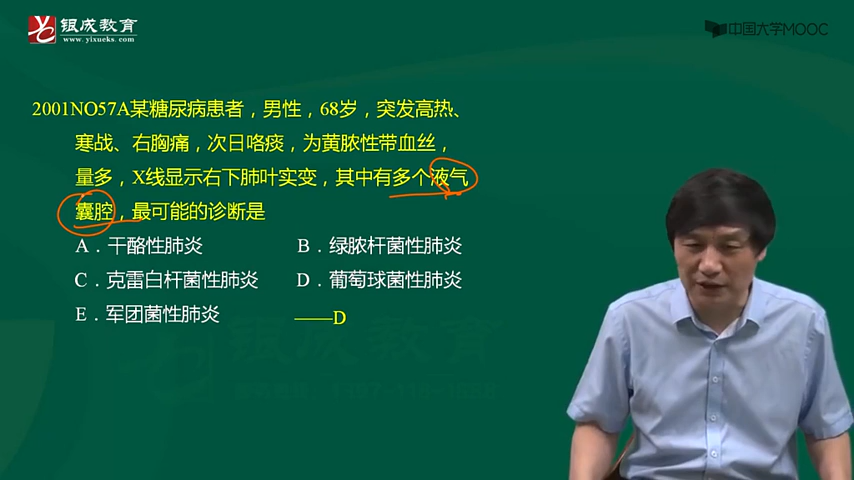 银成教育
www.yixueks.com
中国大学MOOC
2001NO57A某糖尿病患者，男性，68岁，突发高热、
寒战、右胸痛，次日咯痰，为黄脓性带血丝，
量多，X线显示右下肺叶实变，其中有多个液气
囊腔，最可能的诊断是
A．干酪性肺炎
B．绿脓杆菌性肺炎
C．克雷白杆菌性肺炎
D．葡萄球菌性肺炎
E．军团菌性肺炎
——D
银成教育